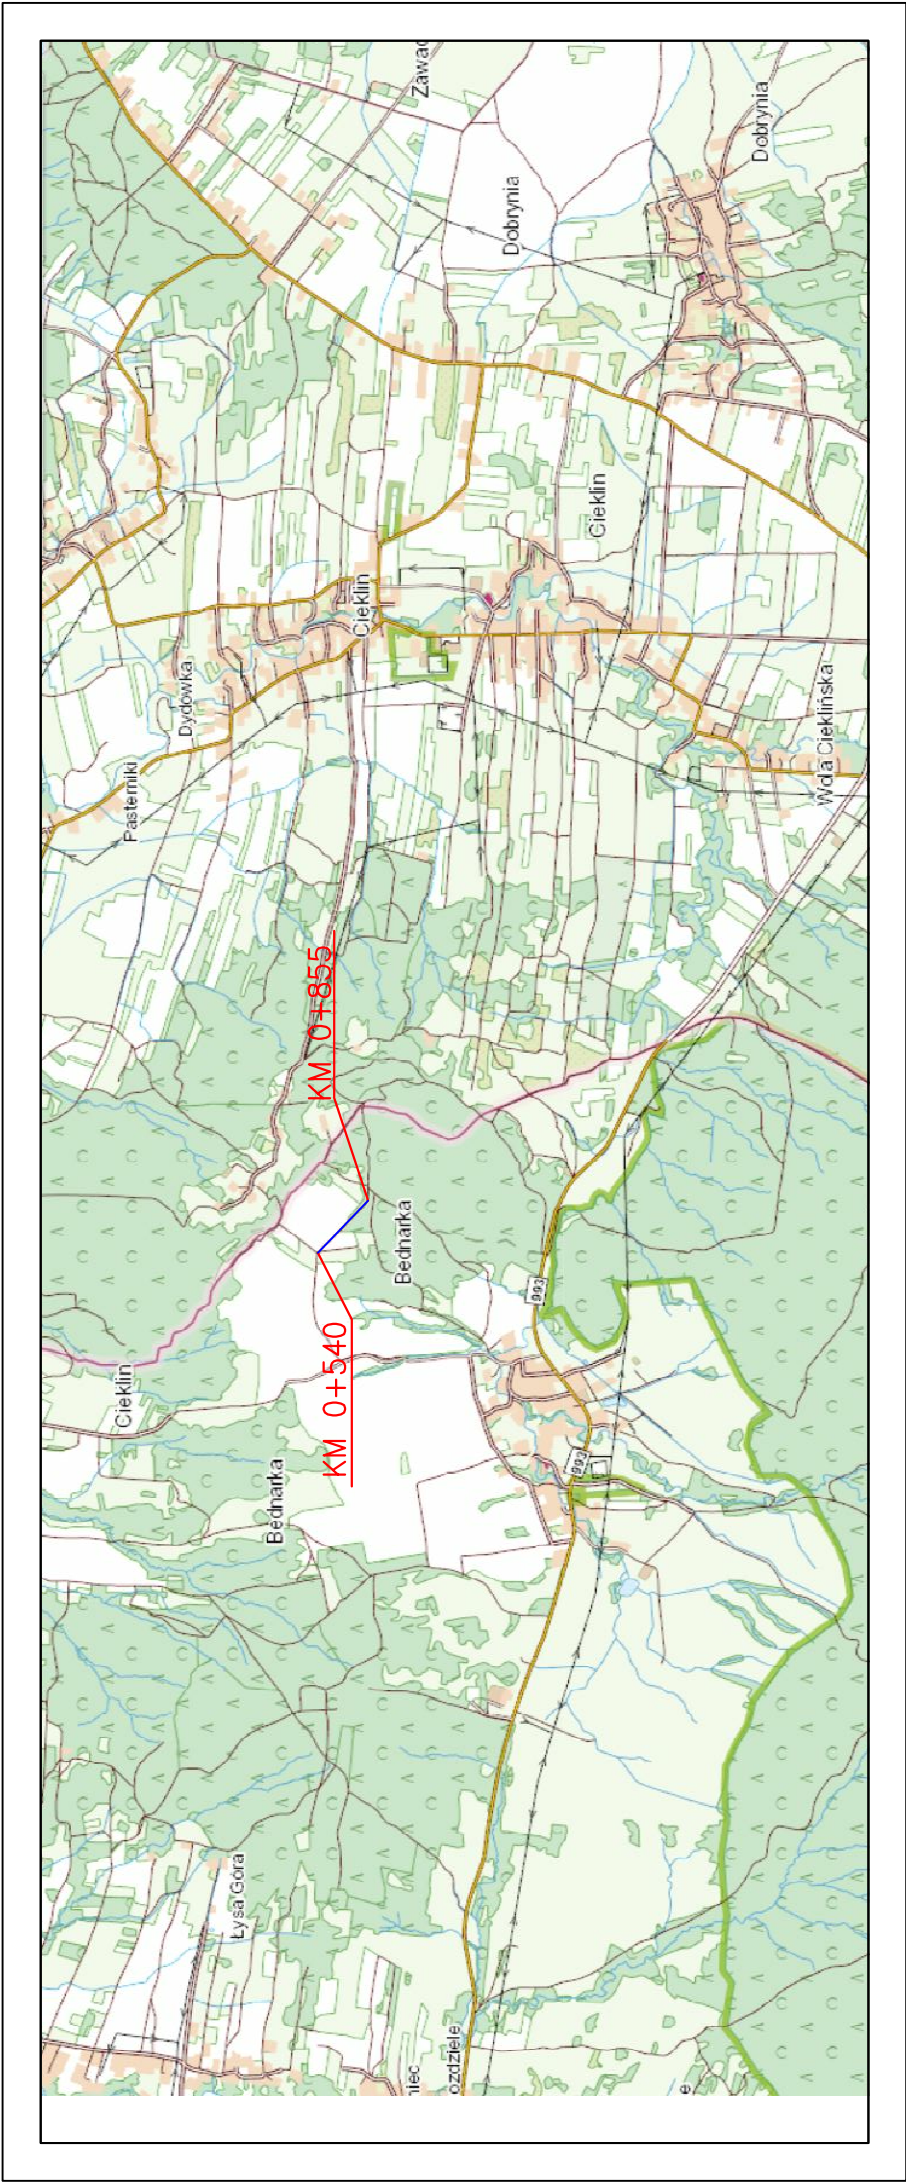 Zawad
Dobrynia
Dobrynia
Cieklin
Cieklin
Dydówka
Pasterniki
Wola Cieklińska
KM 0+855
Bednarka
993
KM 0+540
Cieklin
993
Bednarka
Łysa Góra
niec
ozdziele
e